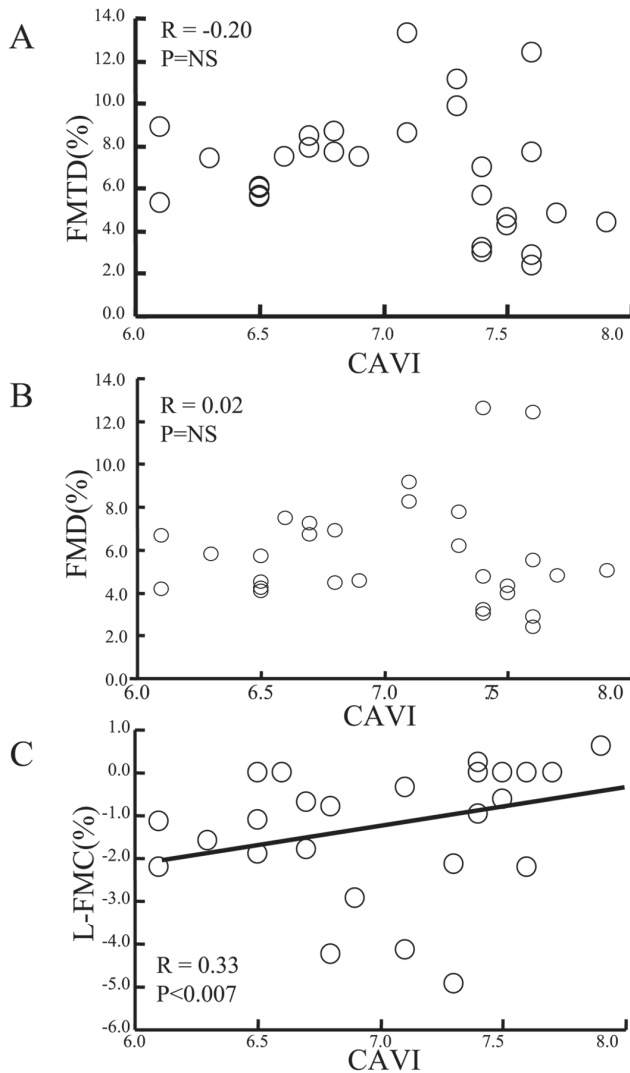 A
R = -0.20
P=NS
14.0
12.0
10.0
8.0
6.0
4.0
2.0
0.0
FMTD(%)
6.0 6.5 7.0 7.5 8.0
CAVI
B
R = 0.02
P=NS
14.0
12.0
10.0
8.0
6.0
4.0
2.0
0.0
FMD(%)
6.0 6.5 7.0 7.5 8.0
CAVI
C
1.0
0.0
-1.0
-2.0
-3.0
-4.0
-5.0
-6.0
L-FMC(%)
R = 0.33
P<0.007
6.0 6.5 7.0 7.5 8.0
CAVI